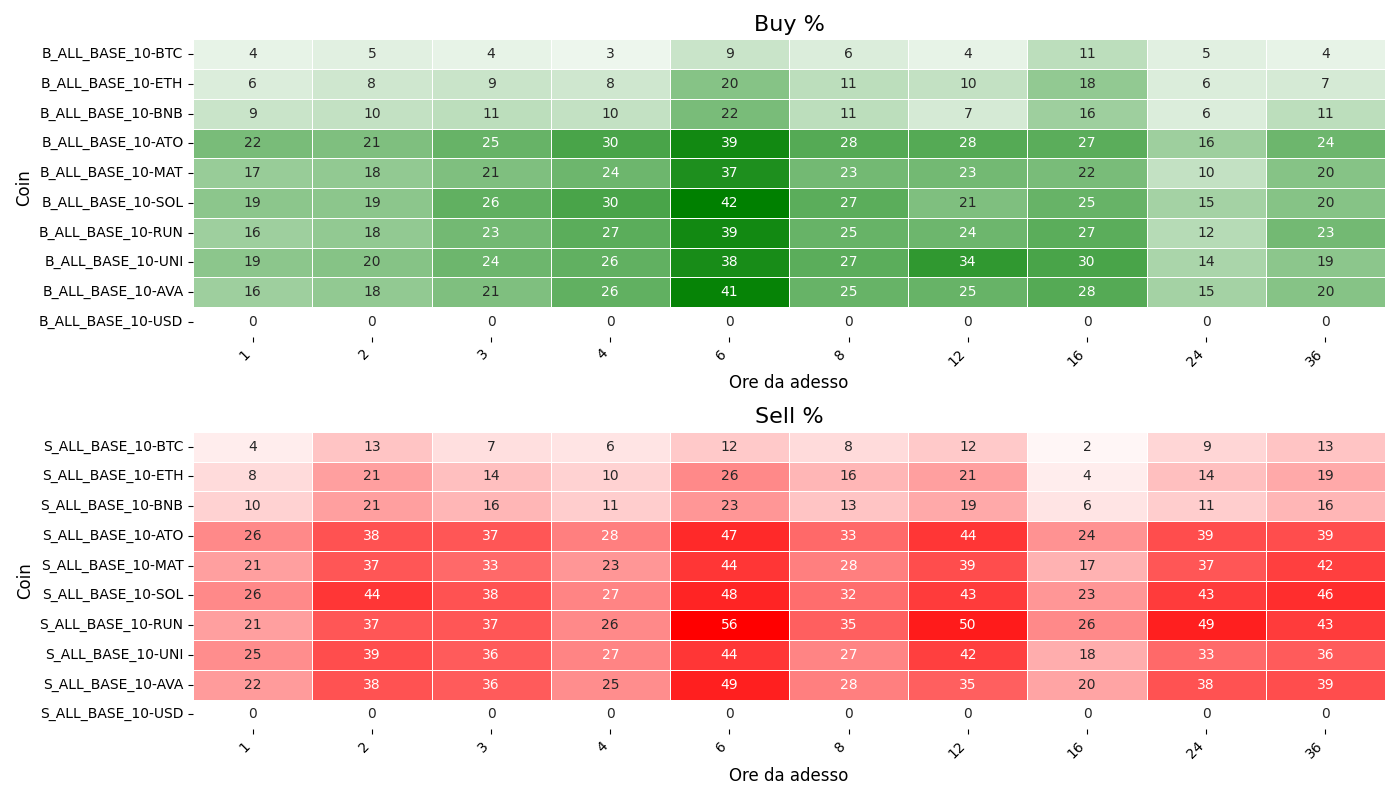 Buy %
B_ALL_BASE_10-BTC 4 5 4 3 9 6 4 11 5 4
B_ALL_BASE_10-ETH 6 8 9 8 20 11 10 18 6 7
B_ALL_BASE_10-BNB 9 10 11 10 22 11 7 16 6 11
B_ALL_BASE_10-ATO 22 21 25 30 39 28 28 27 16 24
B_ALL_BASE_10-MAT 17 18 21 24 37 23 23 22 10 20
B_ALL_BASE_10-SOL 19 19 26 30 42 27 21 25 15 20
B_ALL_BASE_10-RUN 16 18 23 27 39 25 24 27 12 23
B_ALL_BASE_10-UNI 19 20 24 26 38 27 34 30 14 19
B_ALL_BASE_10-AVA 16 18 21 26 41 25 25 28 15 20
B_ALL_BASE_10-USD 0 0 0 0 0 0 0 0 0 0
Coin
1 2 3 4 6 8 12 16 24 36
Ore da adesso
Sell %
S_ALL_BASE_10-BTC 4 13 7 6 12 8 12 2 9 13
S_ALL_BASE_10-ETH 8 21 14 10 26 16 21 4 14 19
S_ALL_BASE_10-BNB 10 21 16 11 23 13 19 6 11 16
S_ALL_BASE_10-ATO 26 38 37 28 47 33 44 24 39 39
S_ALL_BASE_10-MAT 21 37 33 23 44 28 39 17 37 42
S_ALL_BASE_10-SOL 26 44 38 27 48 32 43 23 43 46
S_ALL_BASE_10-RUN 21 37 37 26 56 35 50 26 49 43
S_ALL_BASE_10-UNI 25 39 36 27 44 27 42 18 33 36
S_ALL_BASE_10-AVA 22 38 36 25 49 28 35 20 38 39
S_ALL_BASE_10-USD 0 0 0 0 0 0 0 0 0 0
Coin
1 2 3 4 6 8 12 16 24 36
Ore da adesso